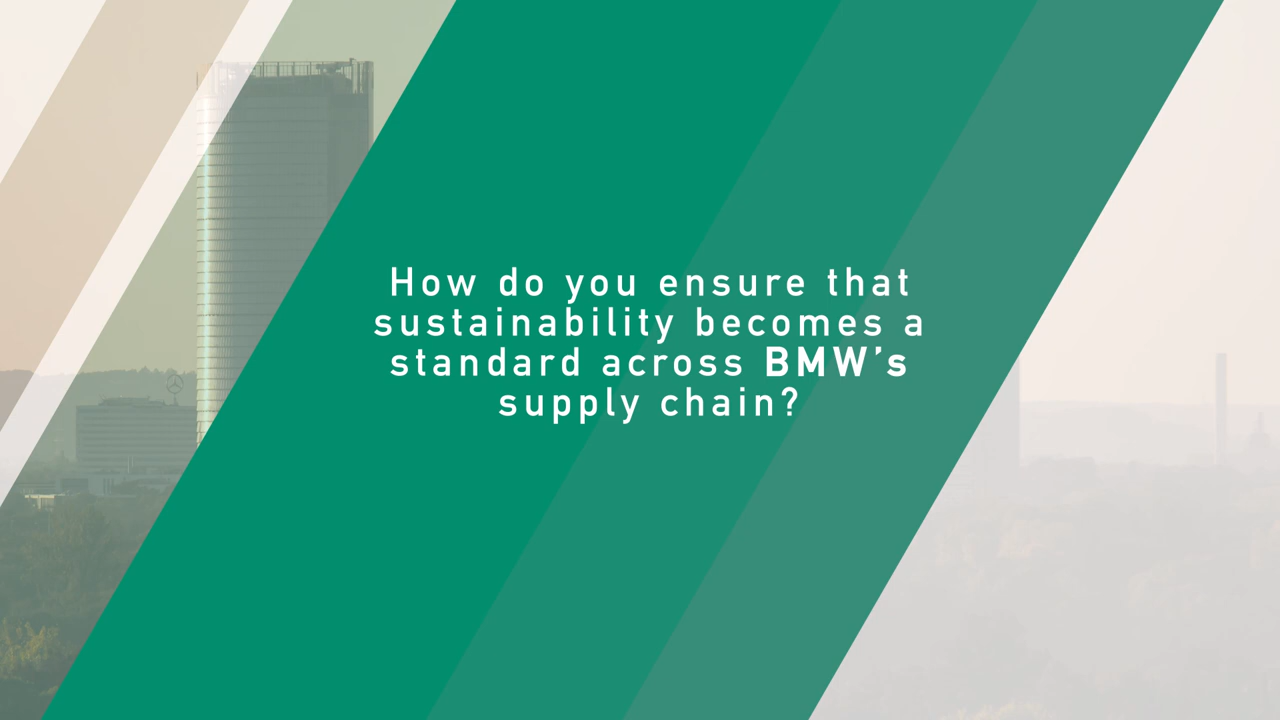 How do you ensure that
sustainability becomes a
standard across BMW’s
supply chain?